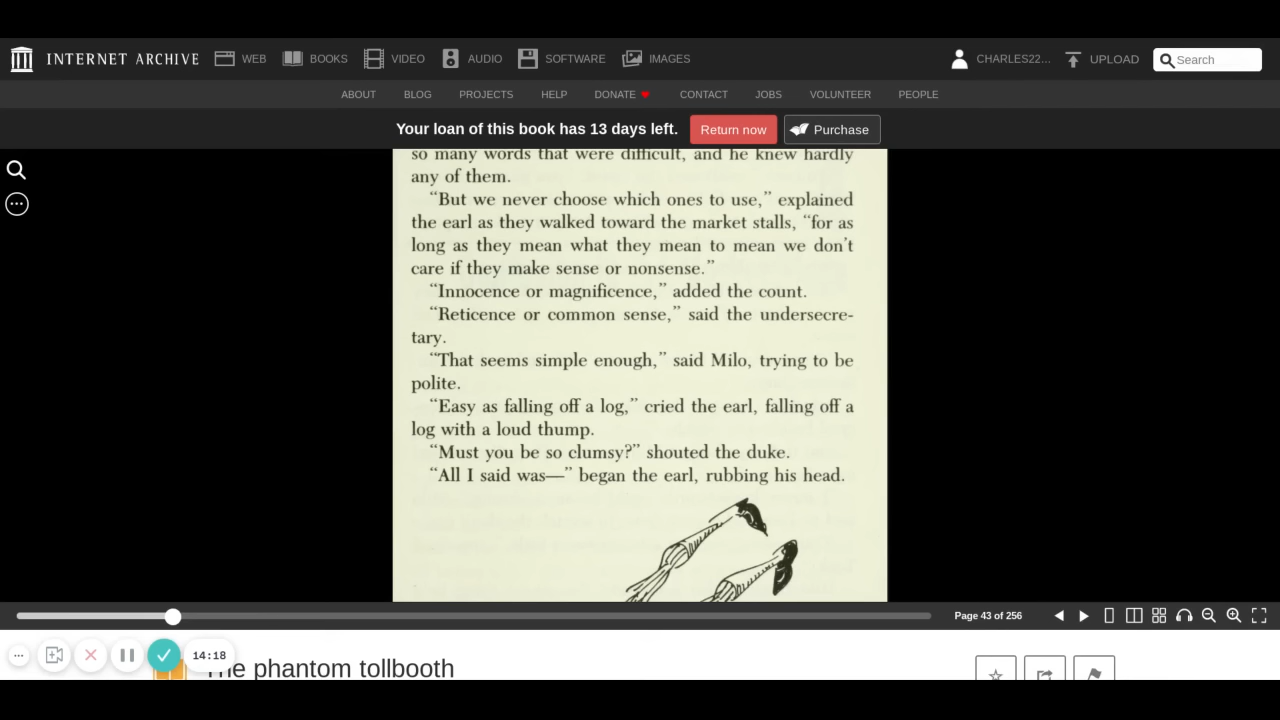 INTERNET ARCHIVE WEB BOOKS VIDEO AUDIO SOFTWARE IMAGES CHARLES22... UPLOAD Search
ABOUT BLOG PROJECTS HELP DONATE CONTACT JOBS VOLUNTEER PEOPLE
Your loan of this book has 13 days left. Return now Purchase
so many words that were difficult, and he knew hardly
any of them.
“But we never choose which ones to use,” explained
the earl as they walked toward the market stalls, “for as
long as they mean what they mean to mean we don’t
care if they make sense or nonsense.”
“Innocence or magnificence,” added the count.
“Reticence or common sense,” said the undersecre-
tary.
“That seems simple enough,” said Milo, trying to be
polite.
“Easy as falling off a log,” cried the earl, falling off a
log with a loud thump.
“Must you be so clumsy?” shouted the duke.
“All I said was—” began the earl, rubbing his head.
Page 43 of 256
14:18
The phantom tollbooth